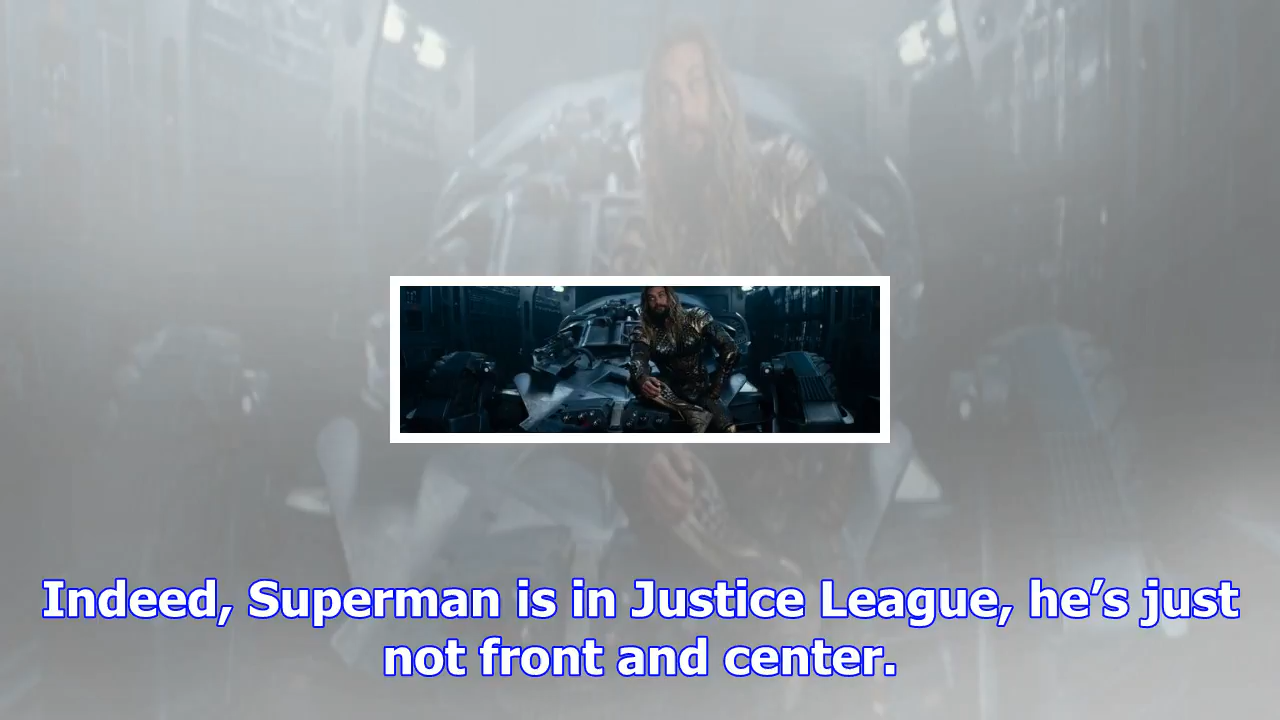 Indeed, Superman is in Justice League, he’s just
not front and center.